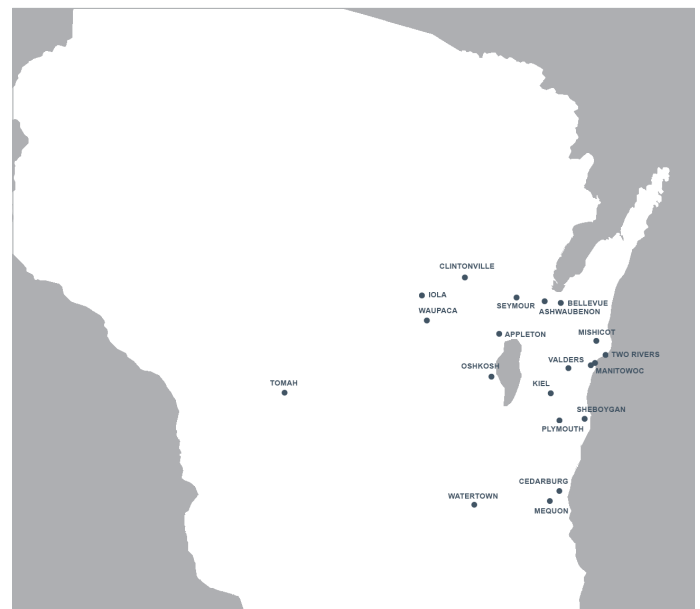 CLINTONVILLE
IOLA
SEYMOUR
BELLEVUE
WAUPACA
ASHWAUBENON
APPLETON
MISHICOT
TWO RIVERS
VALDERS
OSHKOSH
MANITOWOC
TOMAH
KIEL
SHEBOYGAN
PLYMOUTH
CEDARBURG
WATERTOWN
MEQUON